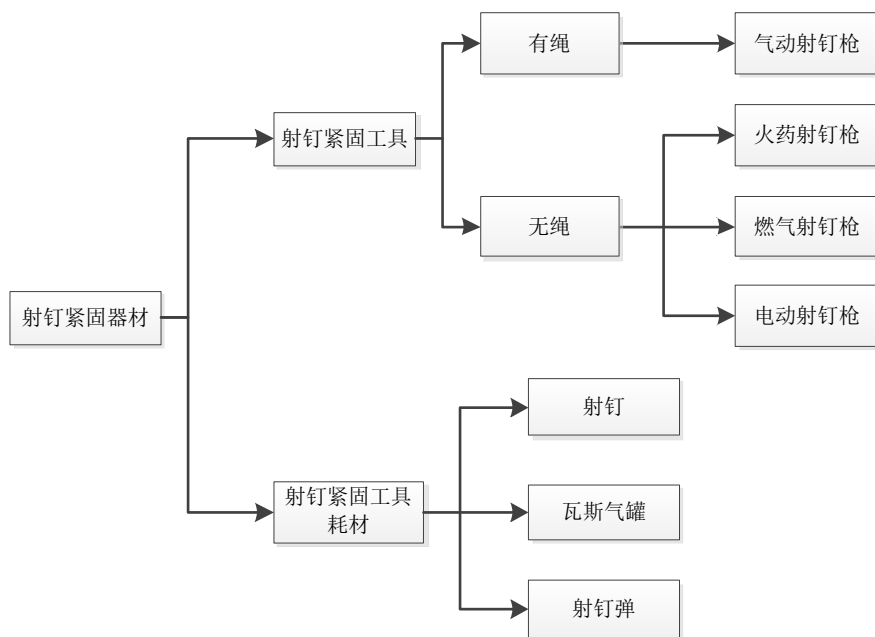 有绳
气动射钉枪
射钉紧固工具
火药射钉枪
无绳
燃气射钉枪
射钉紧固器材
电动射钉枪
射钉
射钉紧固工具
耗材
瓦斯气罐
射钉弹